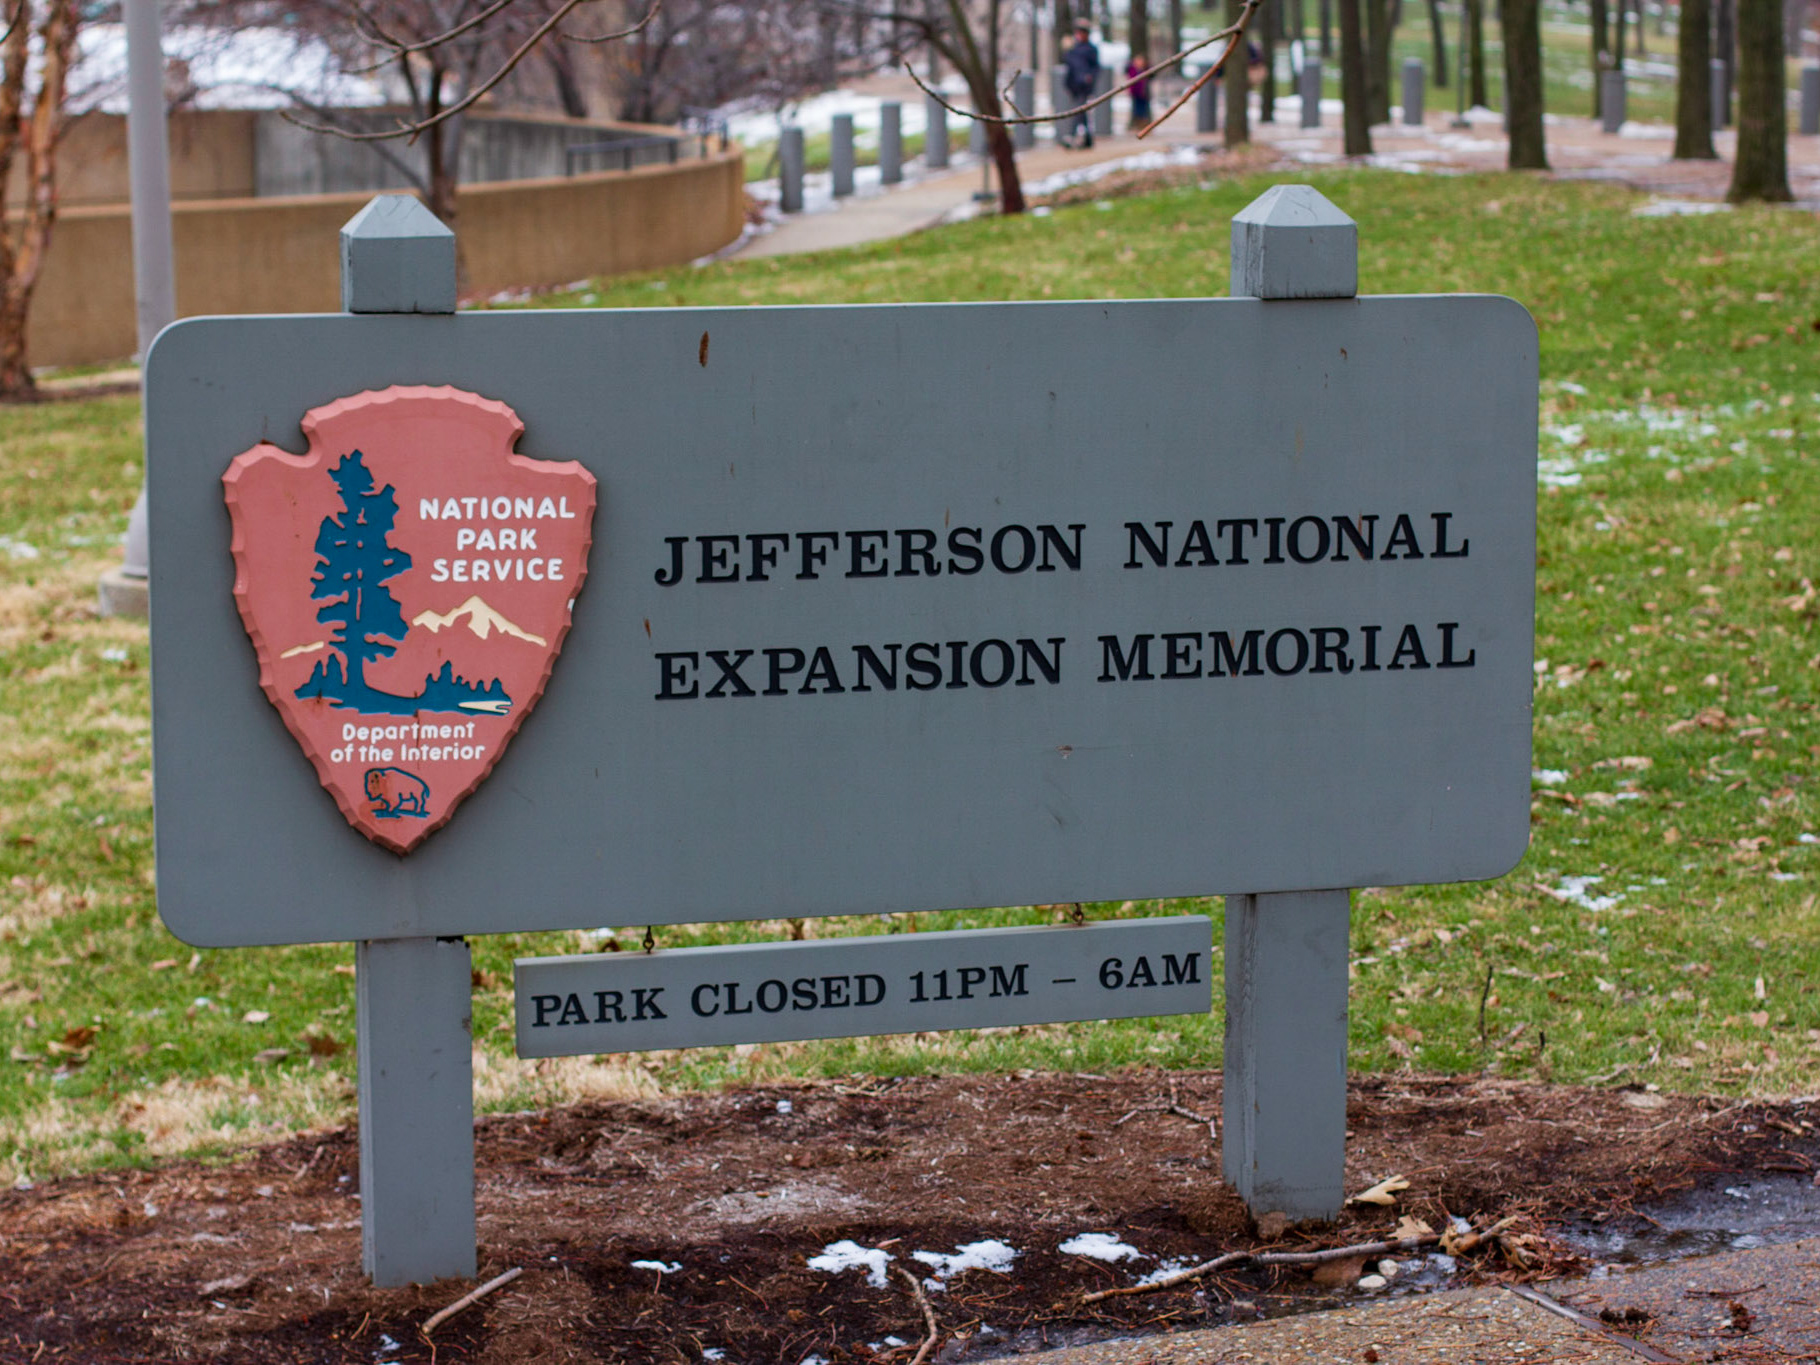 NATIONAL
PARK
SERVICE
Department
of the Interior
JEFFERSON NATIONAL
EXPANSION MEMORIAL
PARK CLOSED 11PM – 6AM